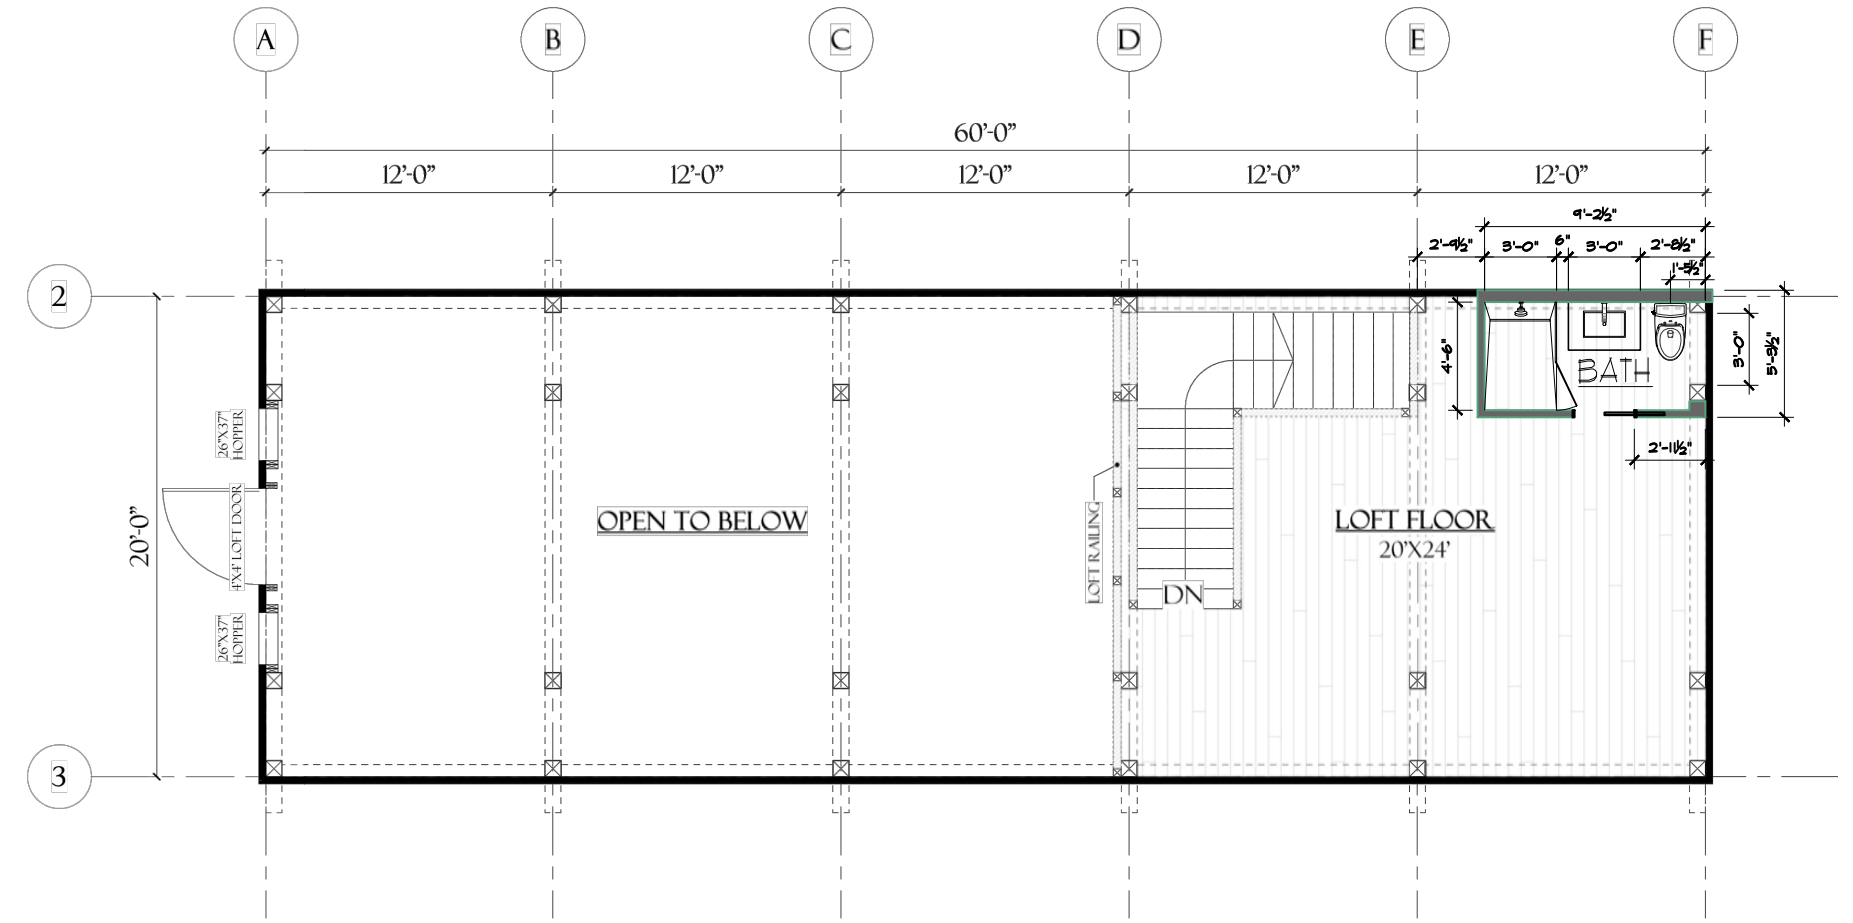 A B C D E F
60'-0"
12'-0" 12'-0" 12'-0" 12'-0" 12'-0"
9'-2½"
2'-9½" 3'-0" 6" 3'-0" 2'-8½"
1'-5½"
2
4'-6"
3'-0"
5'-3½"
BATH
26"X37"
HOPPER
2'-11½"
4'X4' LOFT DOOR
20'-0"
OPEN TO BELOW
LOFT RAILING
LOFT FLOOR
20'X24'
DN
26"X37"
HOPPER
3